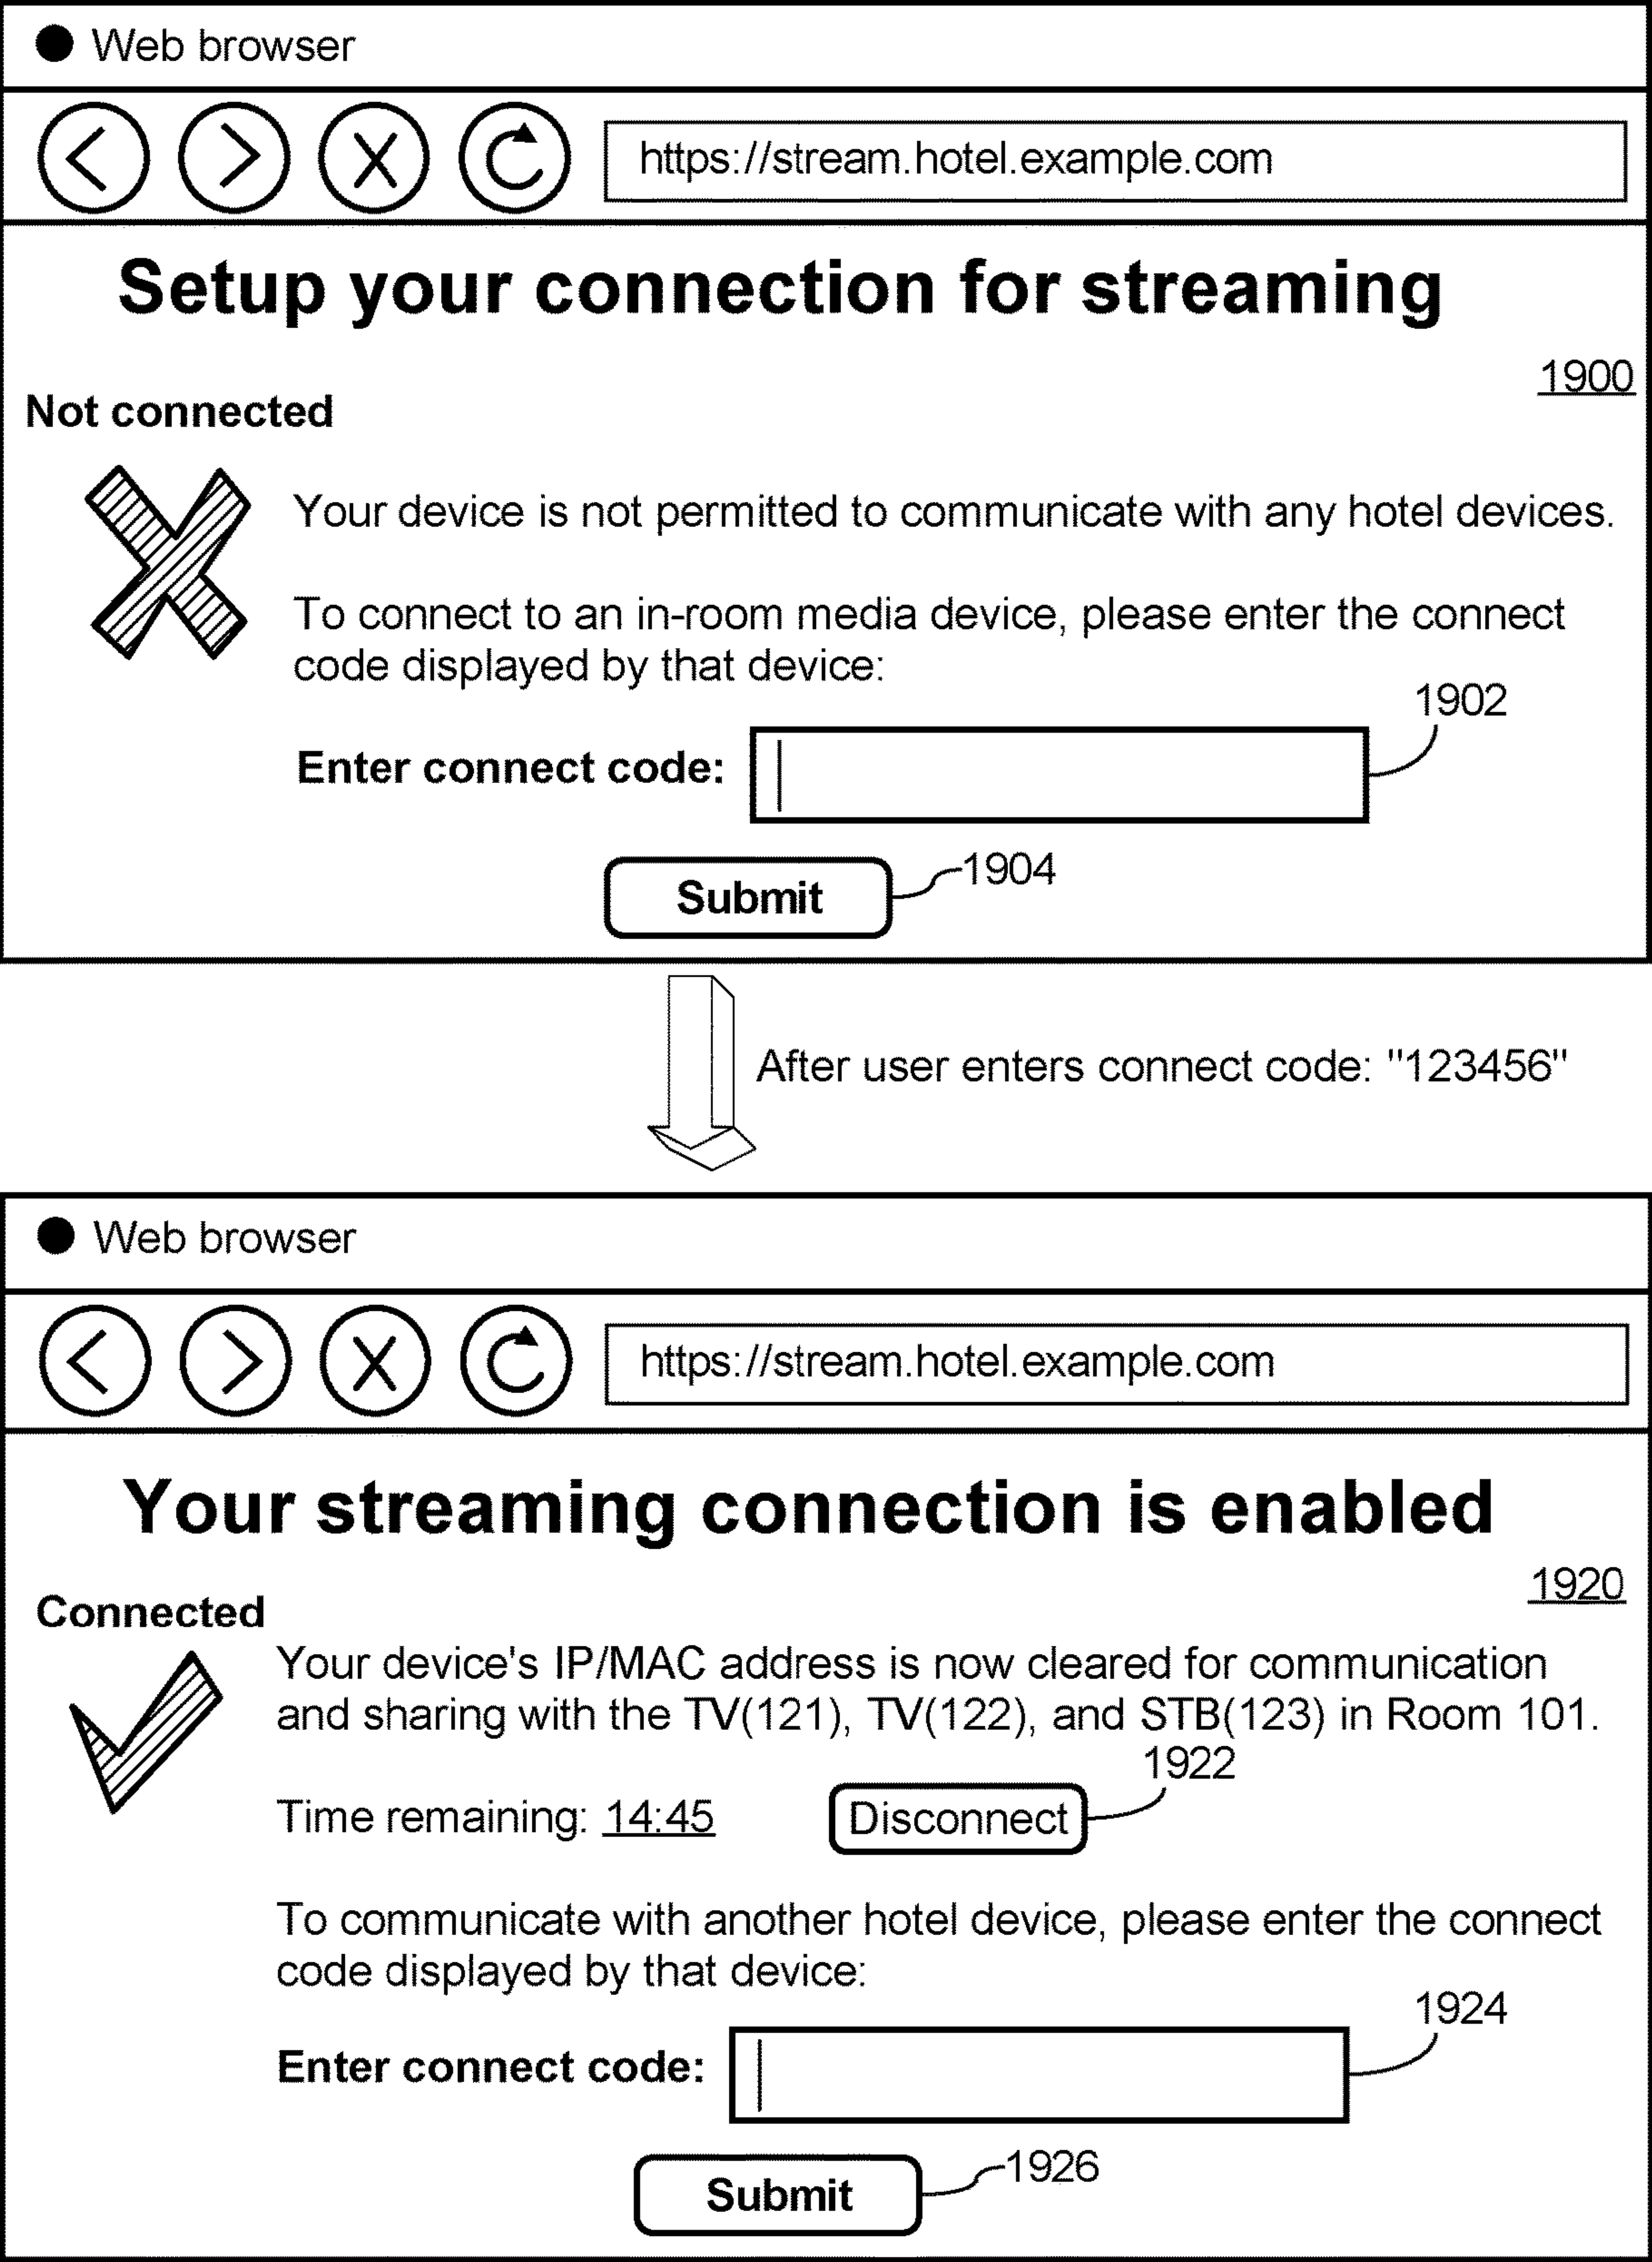 Web browser
https://stream.hotel.example.com
Setup your connection for streaming
1900
Not connected
Your device is not permitted to communicate with any hotel devices.
To connect to an in-room media device, please enter the connect
code displayed by that device:
1902
Enter connect code:
1904
Submit
After user enters connect code: "123456"
Web browser
https://stream.hotel.example.com
Your streaming connection is enabled
1920
Connected
Your device's IP/MAC address is now cleared for communication
and sharing with the TV(121), TV(122), and STB(123) in Room 101.
1922
Time remaining: 14:45 Disconnect
To communicate with another hotel device, please enter the connect
code displayed by that device:
1924
Enter connect code:
1926
Submit